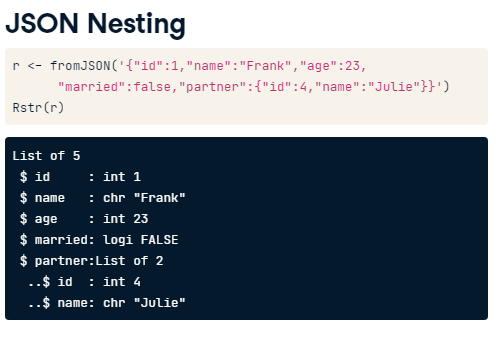 JSON Nesting
r <- fromJSON('{"id":1,"name":"Frank","age":23,
"married":false,"partner":{"id":4,"name":"Julie"}}')
Rstr(r)
List of 5
$ id     : int 1
$ name   : chr "Frank"
$ age    : int 23
$ married: logi FALSE
$ partner:List of 2
..$ id  : int 4
..$ name: chr "Julie"